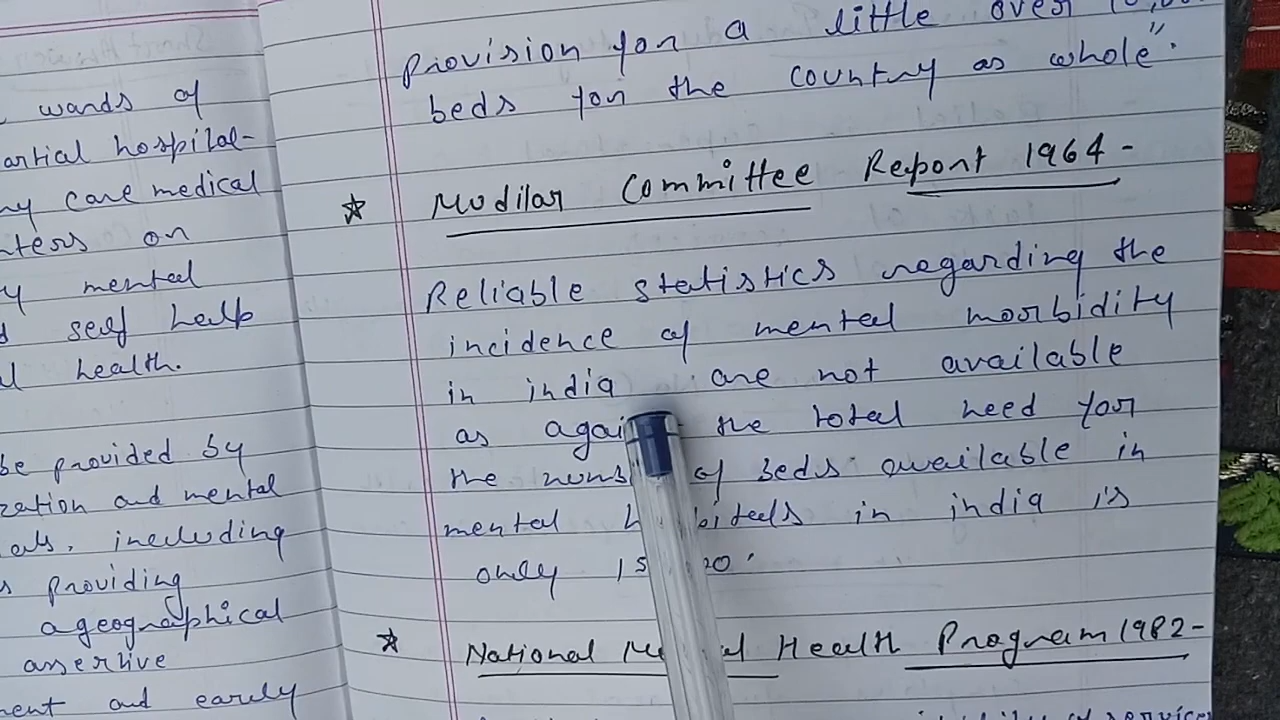 wards of
artial hospital-
care medical
on
mental
self help
health.
be provided by
zation and mental
including
providing
a geographical
assertive
and early
Provision for a little over
beds for the country as whole".
☆ Mudilar Committee Report 1964-
Reliable statistics regarding the
incidence of mental morbidity
in india are not available
as the total need for
the of beds available in
mental in india is
only
☆ National Health Program 1982-